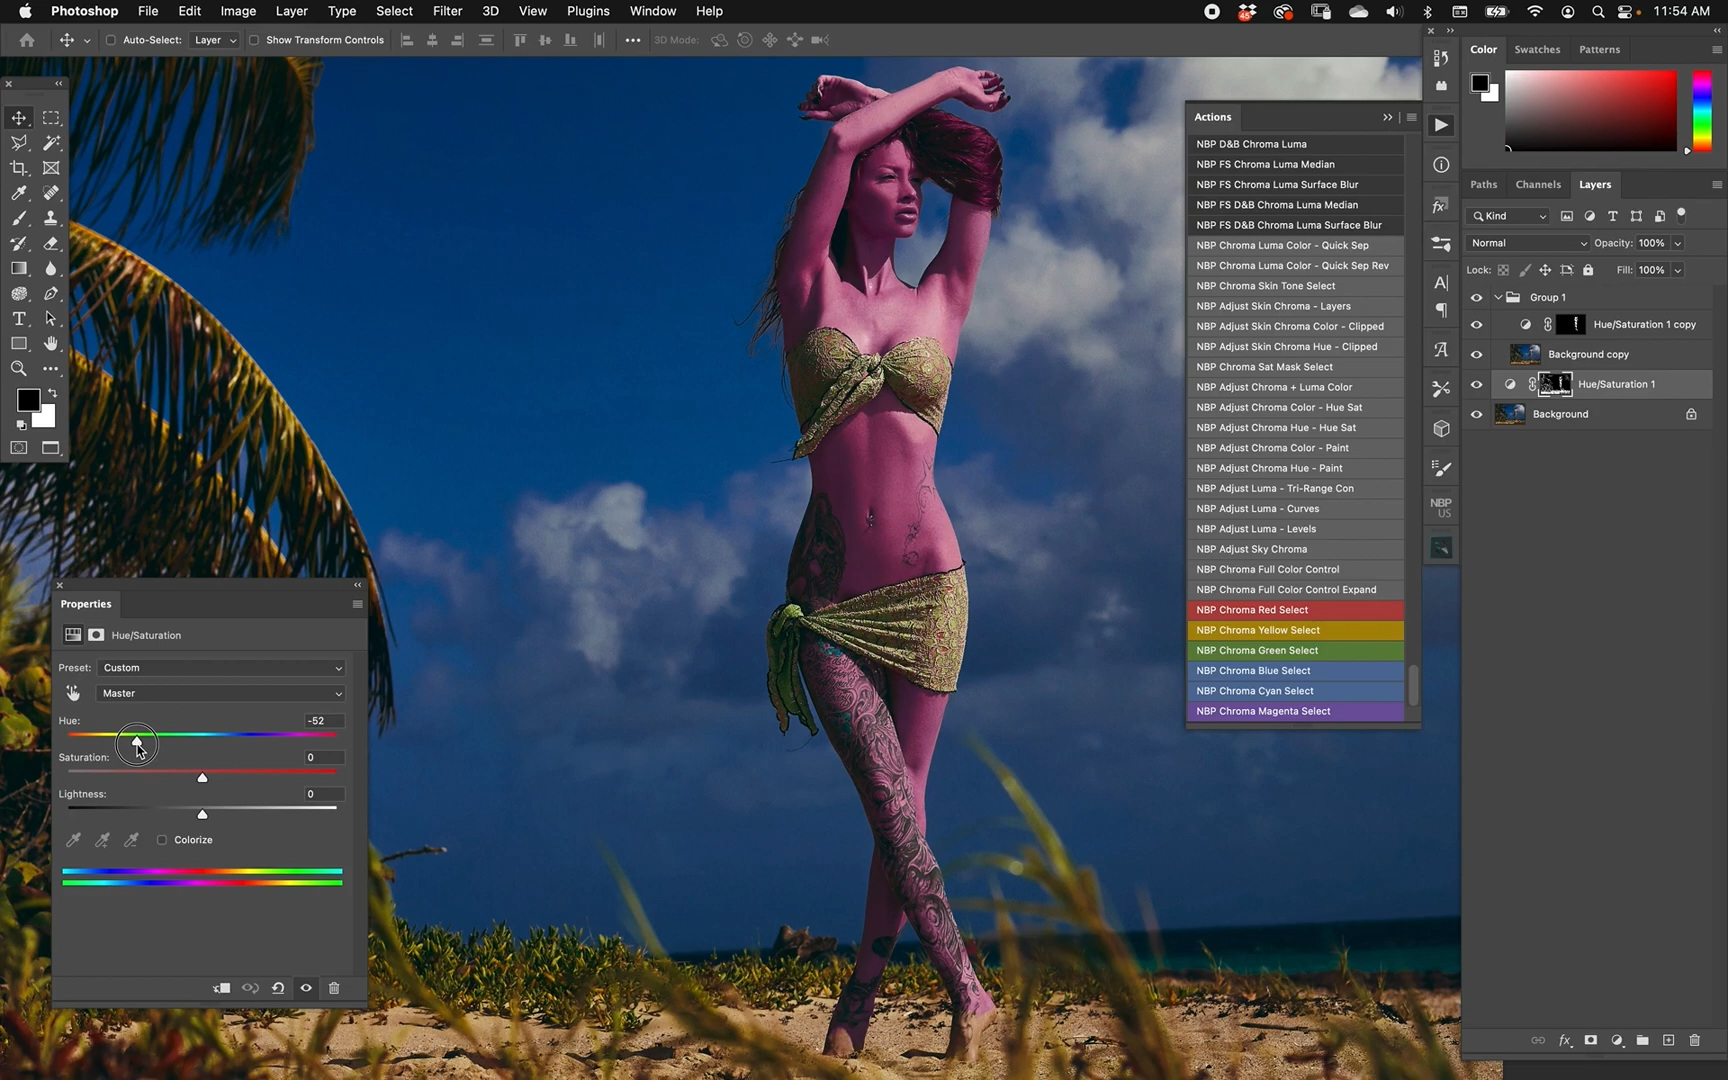 Photoshop File Edit Image Layer Type Select Filter 3D View Plugins Window Help
45
11:54 AM
Auto-Select: Layer Show Transform Controls 3D Mode:
Color Swatches Patterns
Actions
NBP D&B Chroma Luma
NBP FS Chroma Luma Median
NBP FS Chroma Luma Surface Blur
NBP FS D&B Chroma Luma Median
NBP FS D&B Chroma Luma Surface Blur
NBP Chroma Luma Color - Quick Sep
NBP Chroma Luma Color - Quick Sep Rev
NBP Chroma Skin Tone Select
NBP Adjust Skin Chroma - Layers
NBP Adjust Skin Chroma Color - Clipped
NBP Adjust Skin Chroma Hue - Clipped
NBP Chroma Sat Mask Select
NBP Adjust Chroma + Luma Color
NBP Adjust Chroma Color - Hue Sat
NBP Adjust Chroma Hue - Hue Sat
NBP Adjust Chroma Color - Paint
NBP Adjust Chroma Hue - Paint
NBP Adjust Luma - Tri-Range Con
NBP Adjust Luma - Curves
NBP Adjust Luma - Levels
NBP Adjust Sky Chroma
NBP Chroma Full Color Control
NBP Chroma Full Color Control Expand
NBP Chroma Red Select
NBP Chroma Yellow Select
NBP Chroma Green Select
NBP Chroma Blue Select
NBP Chroma Cyan Select
NBP Chroma Magenta Select
NBP
US
Paths Channels Layers
Kind
Normal Opacity: 100%
Lock: Fill: 100%
Group 1
Hue/Saturation 1 copy
Background copy
Hue/Saturation 1
Background
Properties
Hue/Saturation
Preset: Custom
Master
Hue: -52
Saturation: 0
Lightness: 0
Colorize